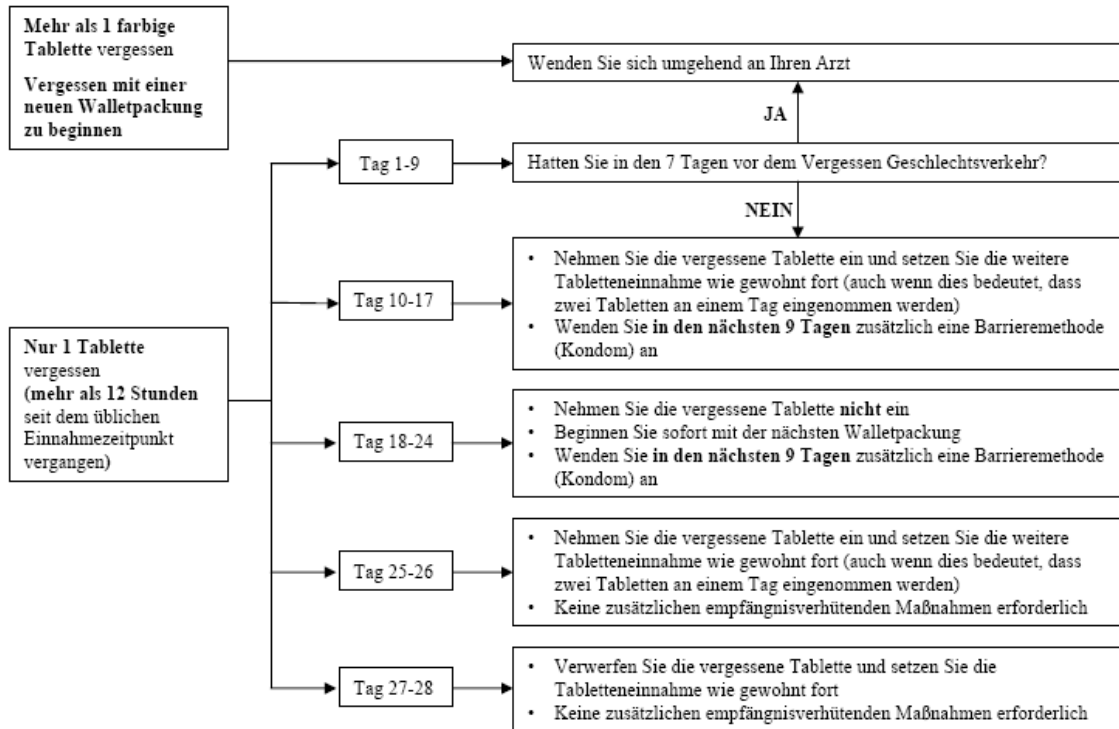 Mehr als 1 farbige
Tablette vergessen
Vergessen mit einer
neuen Walletpackung
zu beginnen
Wenden Sie sich umgehend an Ihren Arzt
JA
Tag 1-9
Hatten Sie in den 7 Tagen vor dem Vergessen Geschlechtsverkehr?
NEIN
Nur 1 Tablette
vergessen
(mehr als 12 Stunden
seit dem üblichen
Einnahmezeitpunkt
vergangen)
Tag 10-17
• Nehmen Sie die vergessene Tablette ein und setzen Sie die weitere
Tabletteneinnahme wie gewohnt fort (auch wenn dies bedeutet, dass
zwei Tabletten an einem Tag eingenommen werden)
• Wenden Sie in den nächsten 9 Tagen zusätzlich eine Barrieremethode
(Kondom) an
Tag 18-24
• Nehmen Sie die vergessene Tablette nicht ein
• Beginnen Sie sofort mit der nächsten Walletpackung
• Wenden Sie in den nächsten 9 Tagen zusätzlich eine Barrieremethode
(Kondom) an
Tag 25-26
• Nehmen Sie die vergessene Tablette ein und setzen Sie die weitere
Tabletteneinnahme wie gewohnt fort (auch wenn dies bedeutet, dass
zwei Tabletten an einem Tag eingenommen werden)
• Keine zusätzlichen empfängnisverhütenden Maßnahmen erforderlich
Tag 27-28
• Verwerfen Sie die vergessene Tablette und setzen Sie die
Tabletteneinnahme wie gewohnt fort
• Keine zusätzlichen empfängnisverhütenden Maßnahmen erforderlich